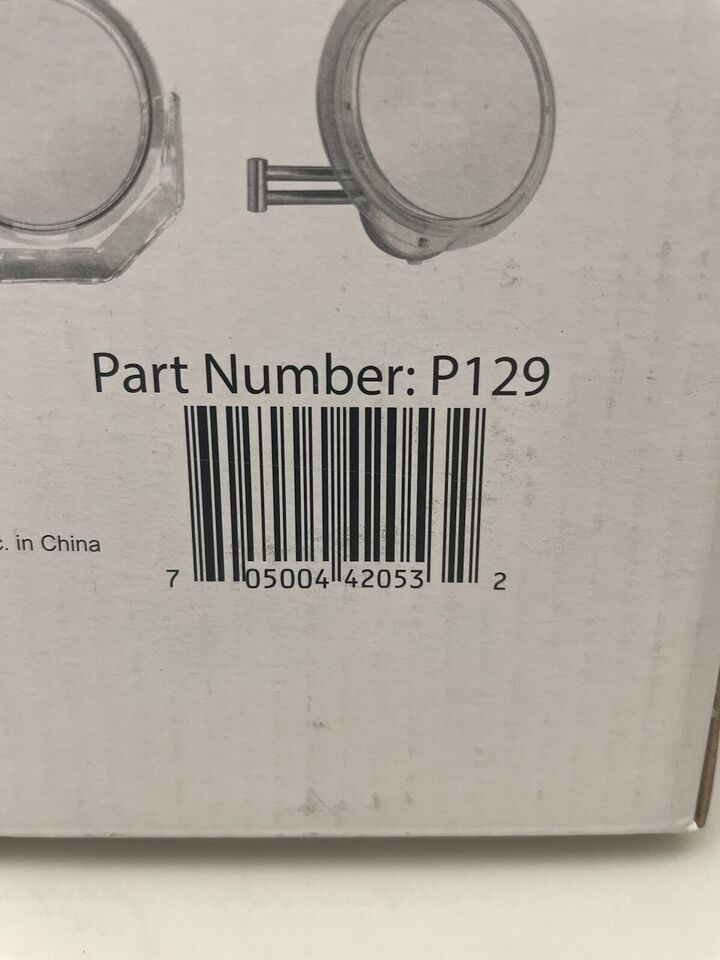 Part Number: P129
c. in China
7 05004 42053 2